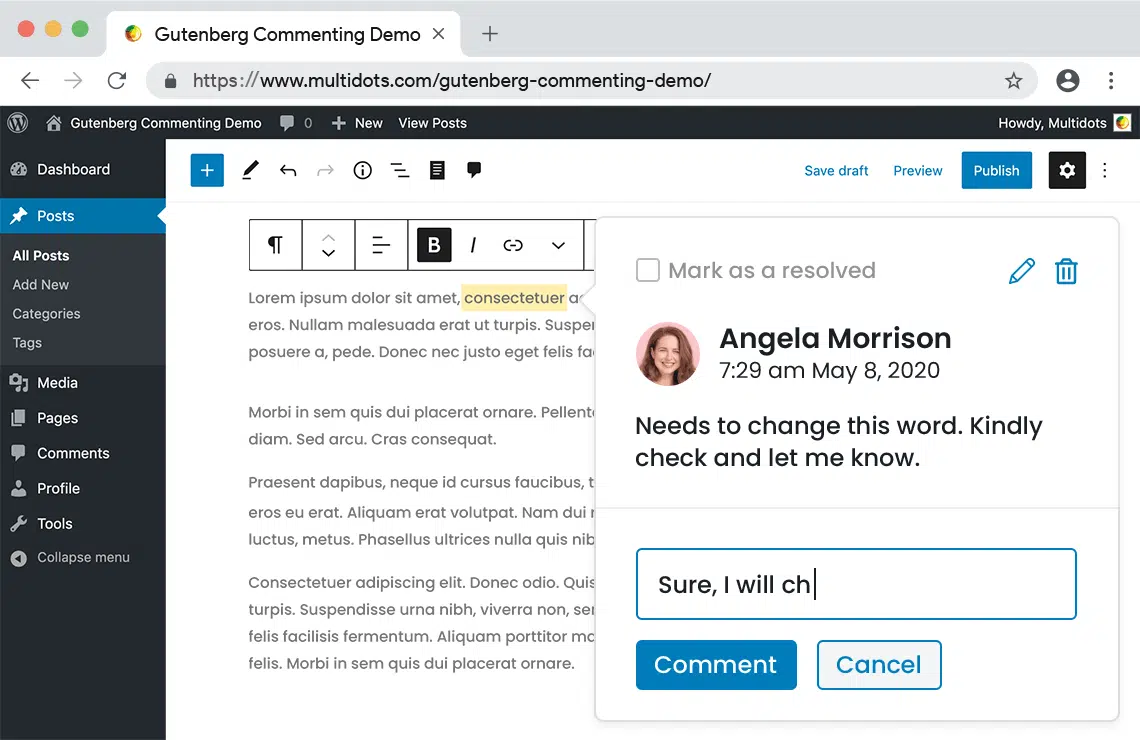 Gutenberg Commenting Demo
https://www.multidots.com/gutenberg-commenting-demo/
Gutenberg Commenting Demo 0 New View Posts Howdy, Multidots
Dashboard
Posts
All Posts
Add New
Categories
Tags
Media
Pages
Comments
Profile
Tools
Collapse menu
Save draft Preview Publish
B I
Lorem ipsum dolor sit amet, consectetuer
eros. Nullam malesuada erat ut turpis.
posuere a, pede. Donec nec justo eget felis
Morbi in sem quis dui placerat ornare.
diam. Sed arcu. Cras consequat.
Praesent dapibus, neque id cursus faucibus,
eros eu erat. Aliquam erat volutpat. Nam dui
luctus, metus. Phasellus ultrices nulla quis
Consectetuer adipiscing elit. Donec odio.
turpis. Suspendisse urna nibh, viverra non,
felis facilisis fermentum. Aliquam porttitor
felis. Morbi in sem quis dui placerat ornare.
Mark as a resolved
Angela Morrison
7:29 am May 8, 2020
Needs to change this word. Kindly
check and let me know.
Sure, I will ch
Comment Cancel